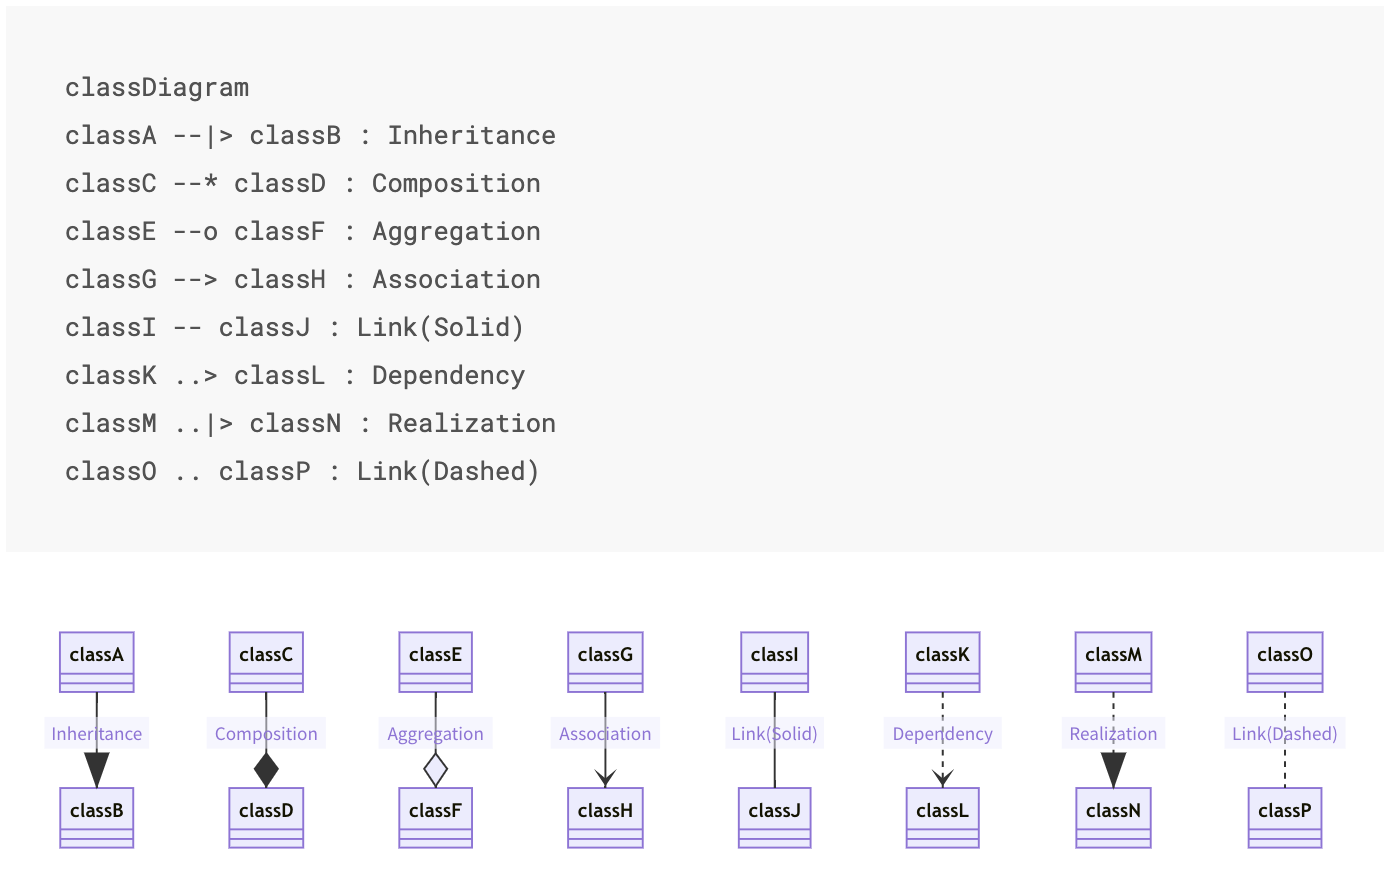 classDiagram
classA --|> classB : Inheritance
classC --* classD : Composition
classE --o classF : Aggregation
classG --> classH : Association
classI -- classJ : Link(Solid)
classK ..> classL : Dependency
classM ..|> classN : Realization
classO .. classP : Link(Dashed)
classA classC classE classG classI classK classM classO
Inheritance Composition Aggregation Association Link(Solid) Dependency Realization Link(Dashed)
classB classD classF classH classJ classL classN classP